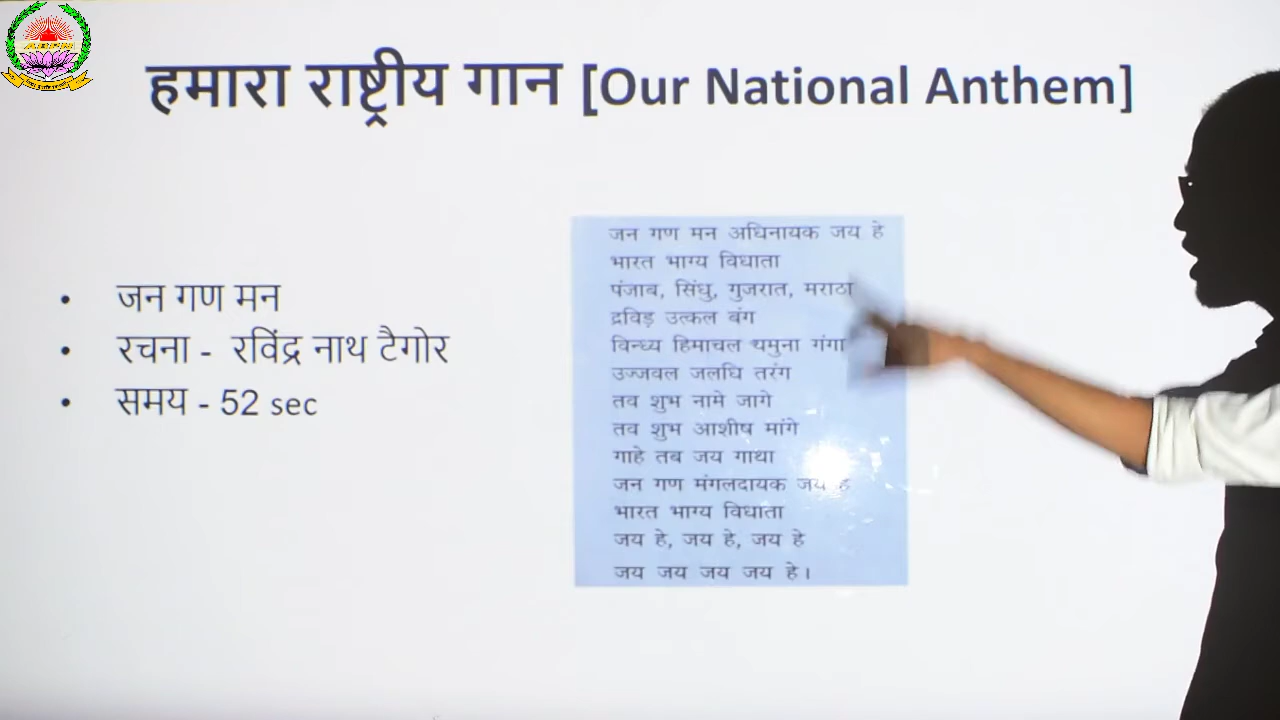 हमारा राष्ट्रीय गान [Our National Anthem]
• जन गण मन
• रचना - रविंद्र नाथ टैगोर
• समय - 52 sec
जन गण मन अधिनायक जय हे
भारत भाग्य विधाता
पंजाब, सिंधु, गुजरात, मराठा
द्रविड़ उत्कल बंग
विन्ध्य हिमाचल यमुना गंगा
उज्जवल जलधि तरंग
तव शुभ नामे जागे
तव शुभ आशीष मांगे
गाहे तब जय गाथा
जन गण मंगलदायक जय हे
भारत भाग्य विधाता
जय हे, जय हे, जय हे
जय जय जय जय हे।